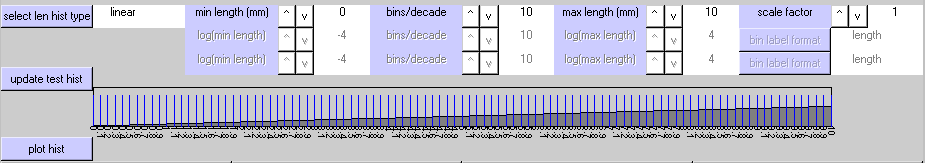 select len hist type linear min length (mm) ^ v 0 bins/decade ^ v 10 max length (mm) ^ v 10 scale factor ^ v 1
log(min length) ^ v -4 bins/decade ^ v 10 log(max length) ^ v 4 bin label format length
log(min length) ^ v -4 bins/decade ^ v 10 log(max length) ^ v 4 bin label format length
update test hist
plot hist